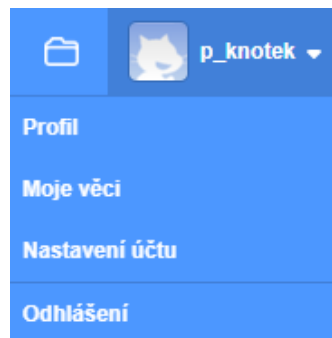 p_knotek
Profil
Moje věci
Nastavení účtu
Odhlášení